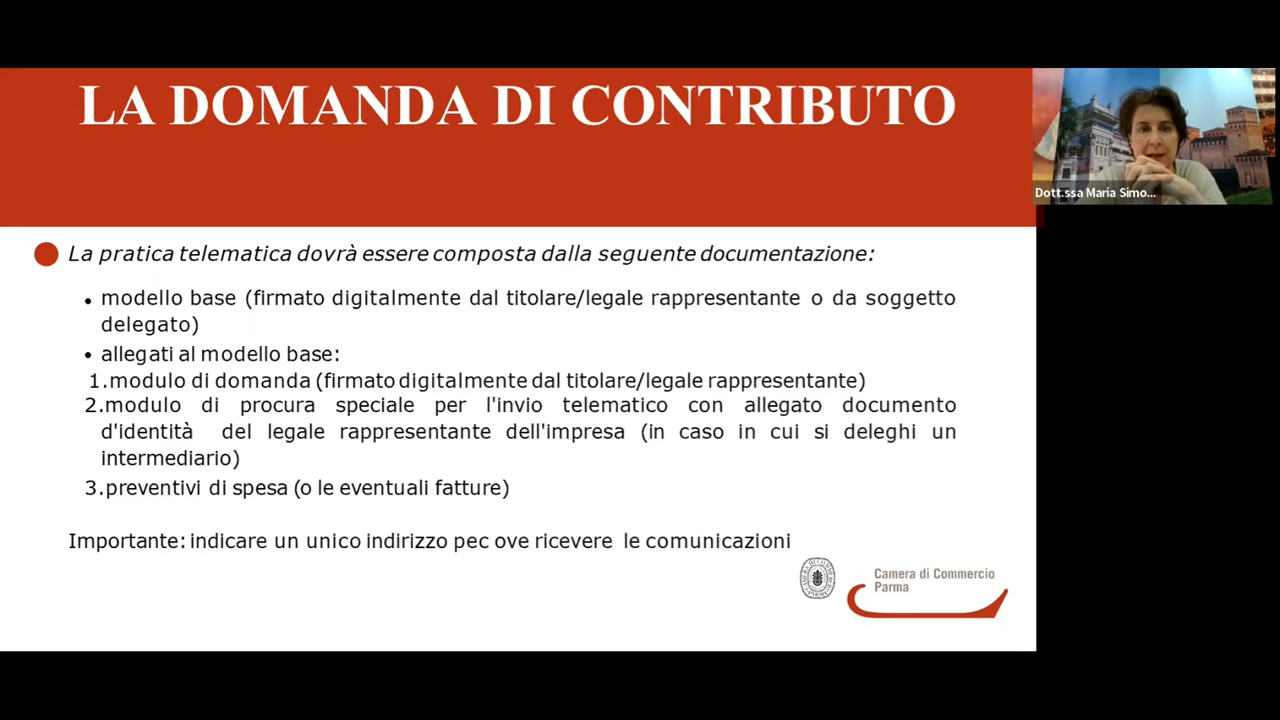 LA DOMANDA DI CONTRIBUTO
Dott.ssa Maria Simo...
La pratica telematica dovrà essere composta dalla seguente documentazione:
• modello base (firmato digitalmente dal titolare/legale rappresentante o da soggetto
delegato)
• allegati al modello base:
1.modulo di domanda (firmato digitalmente dal titolare/legale rappresentante)
2.modulo di procura speciale per l'invio telematico con allegato documento
d'identità del legale rappresentante dell'impresa (in caso in cui si deleghi un
intermediario)
3.preventivi di spesa (o le eventuali fatture)
Importante: indicare un unico indirizzo pec ove ricevere le comunicazioni
Camera di Commercio
Parma